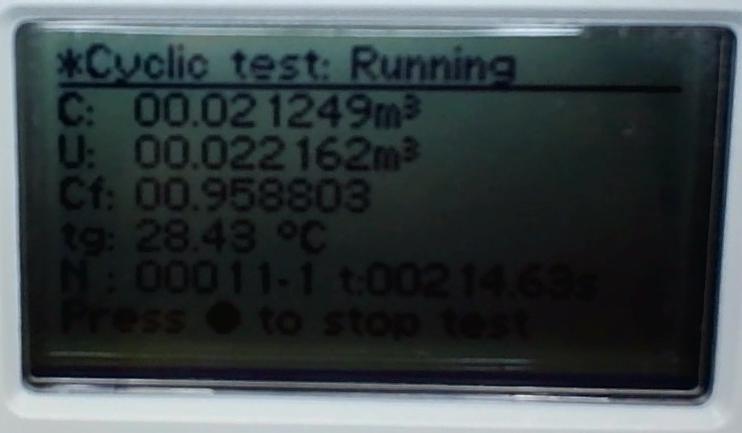 *Cyclic test: Running
C: 00.021249m³
U: 00.022162m³
Cf: 00.958803
tg: 28.43 °C
N : 00011-1 t:00214.63s
Press ● to stop test